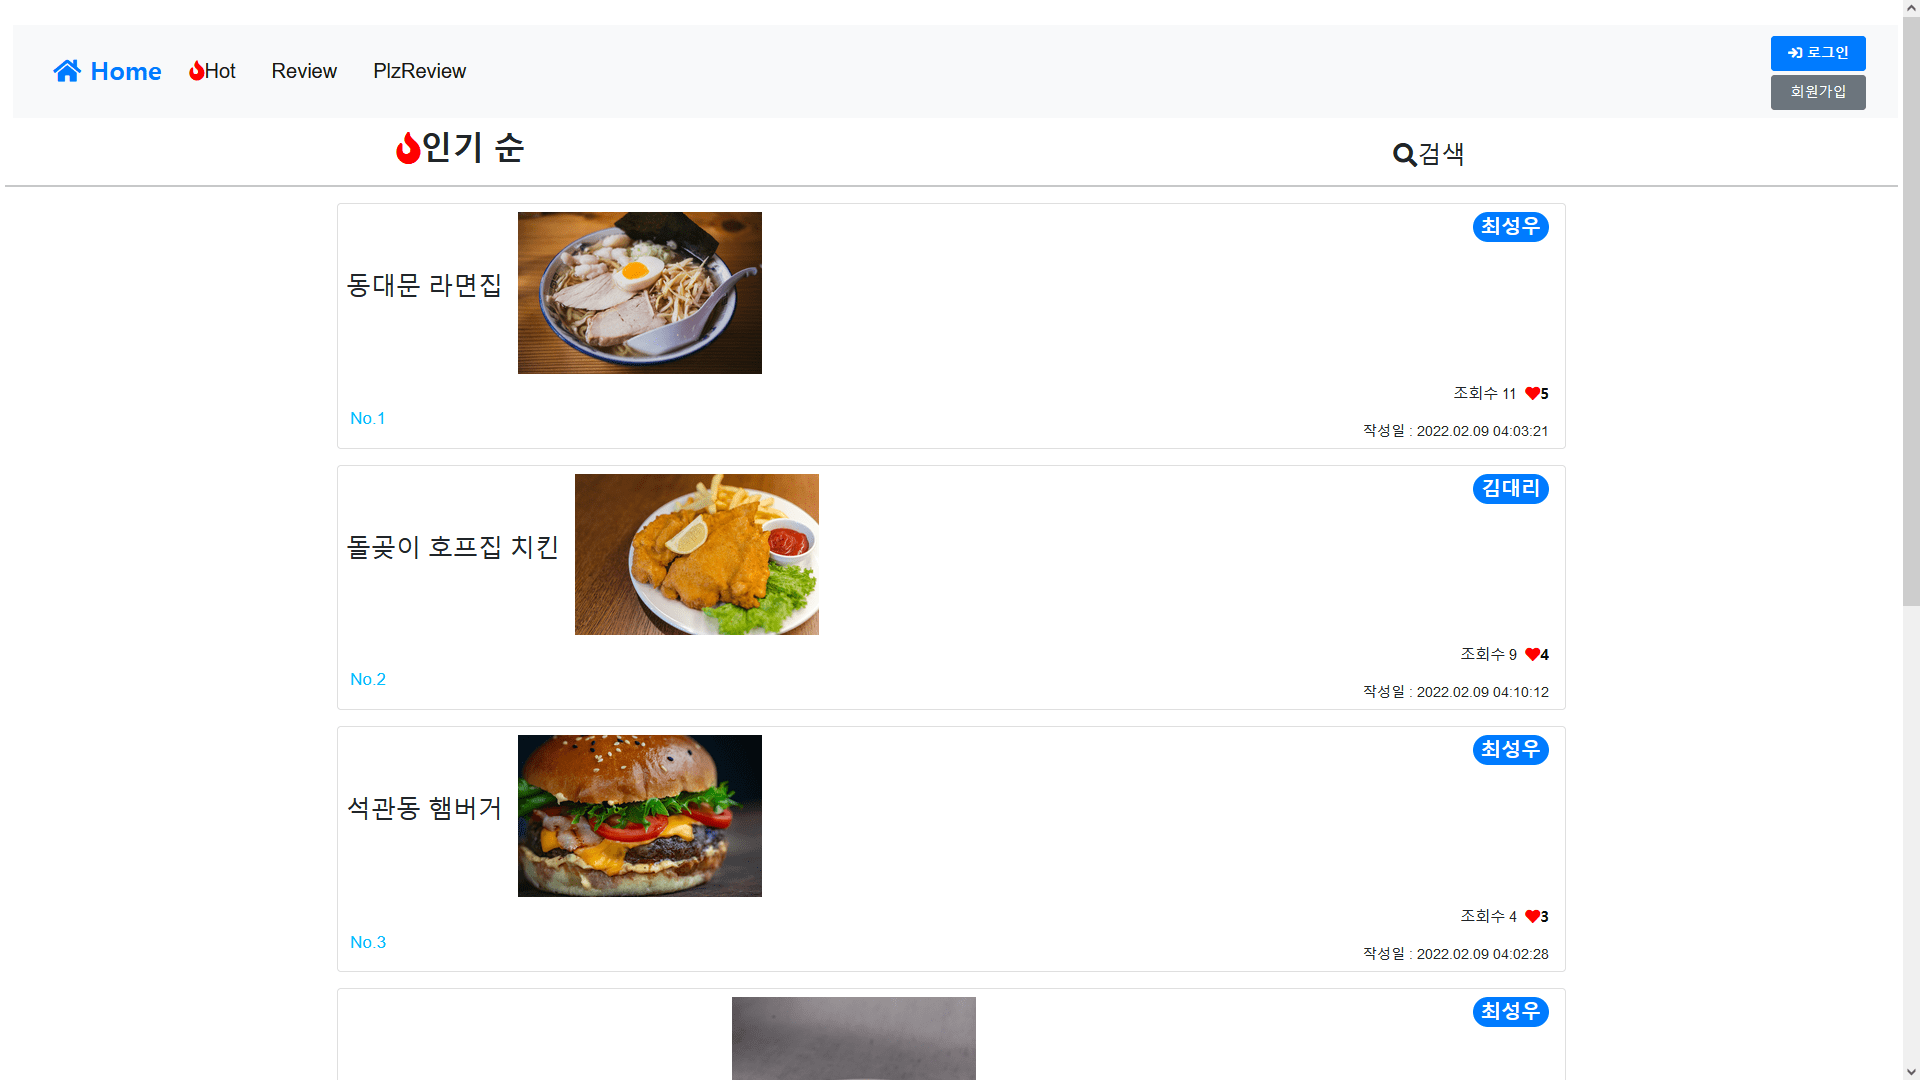 Home Hot Review PlzReview
로그인
회원가입
인기 순
검색
최성우
동대문 라면집
조회수 11 5
No.1
작성일 : 2022.02.09 04:03:21
김대리
돌곶이 호프집 치킨
조회수 9 4
No.2
작성일 : 2022.02.09 04:10:12
최성우
석관동 햄버거
조회수 4 3
No.3
작성일 : 2022.02.09 04:02:28
최성우